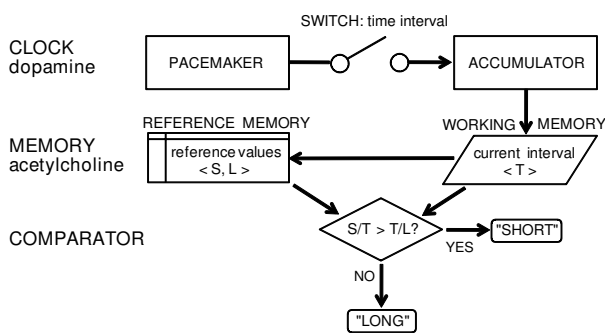 SWITCH: time interval
CLOCK
dopamine
PACEMAKER
ACCUMULATOR
REFERENCE MEMORY
WORKING MEMORY
MEMORY
acetylcholine
reference values
< S, L >
current interval
< T >
COMPARATOR
S/T > T/L?
YES
"SHORT"
NO
"LONG"